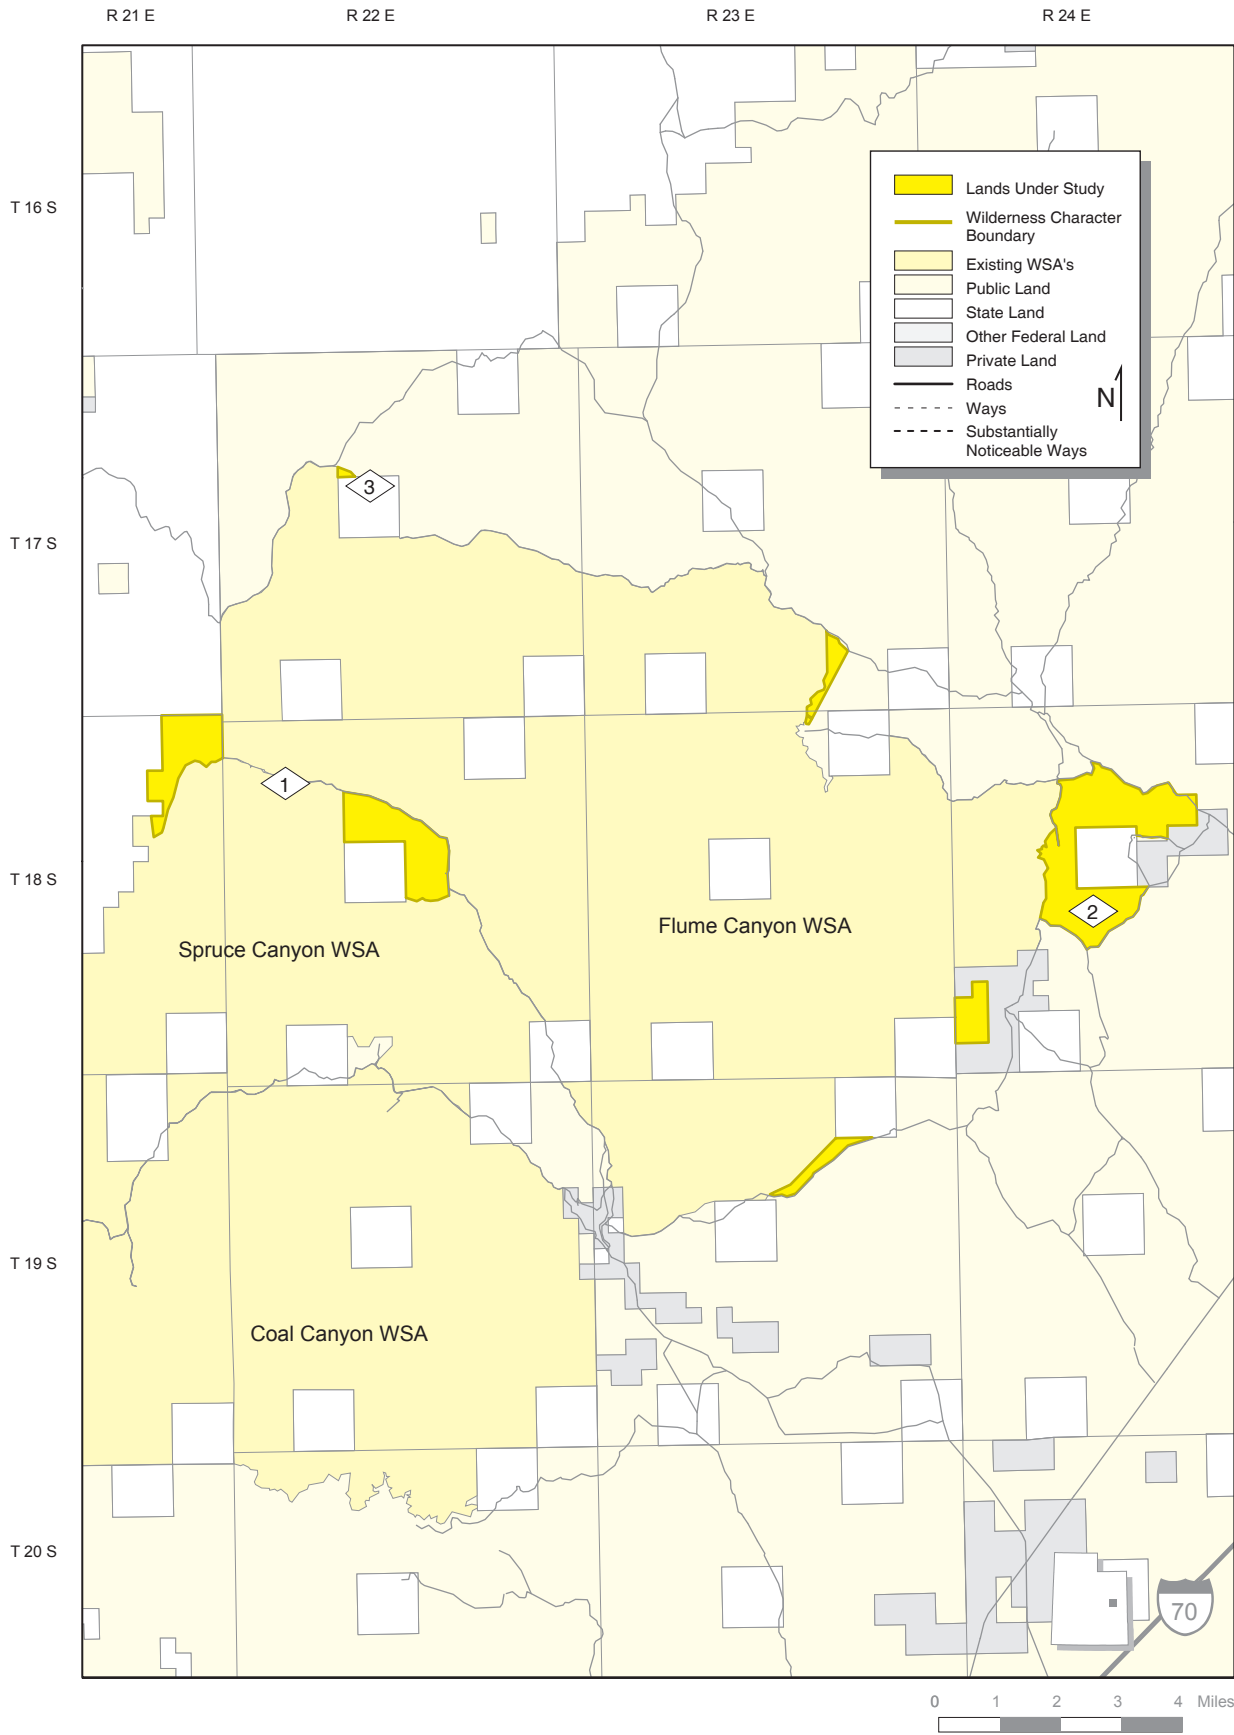 R 21 E
R 22 E
R 23 E
R 24 E
T 16 S
Lands Under Study
Wilderness Character
Boundary
Existing WSA's
Public Land
State Land
Other Federal Land
Private Land
Roads
Ways
Substantially
Noticeable Ways
N
3
T 17 S
1
T 18 S
2
Flume Canyon WSA
Spruce Canyon WSA
T 19 S
Coal Canyon WSA
T 20 S
70
0 1 2 3 4 Miles